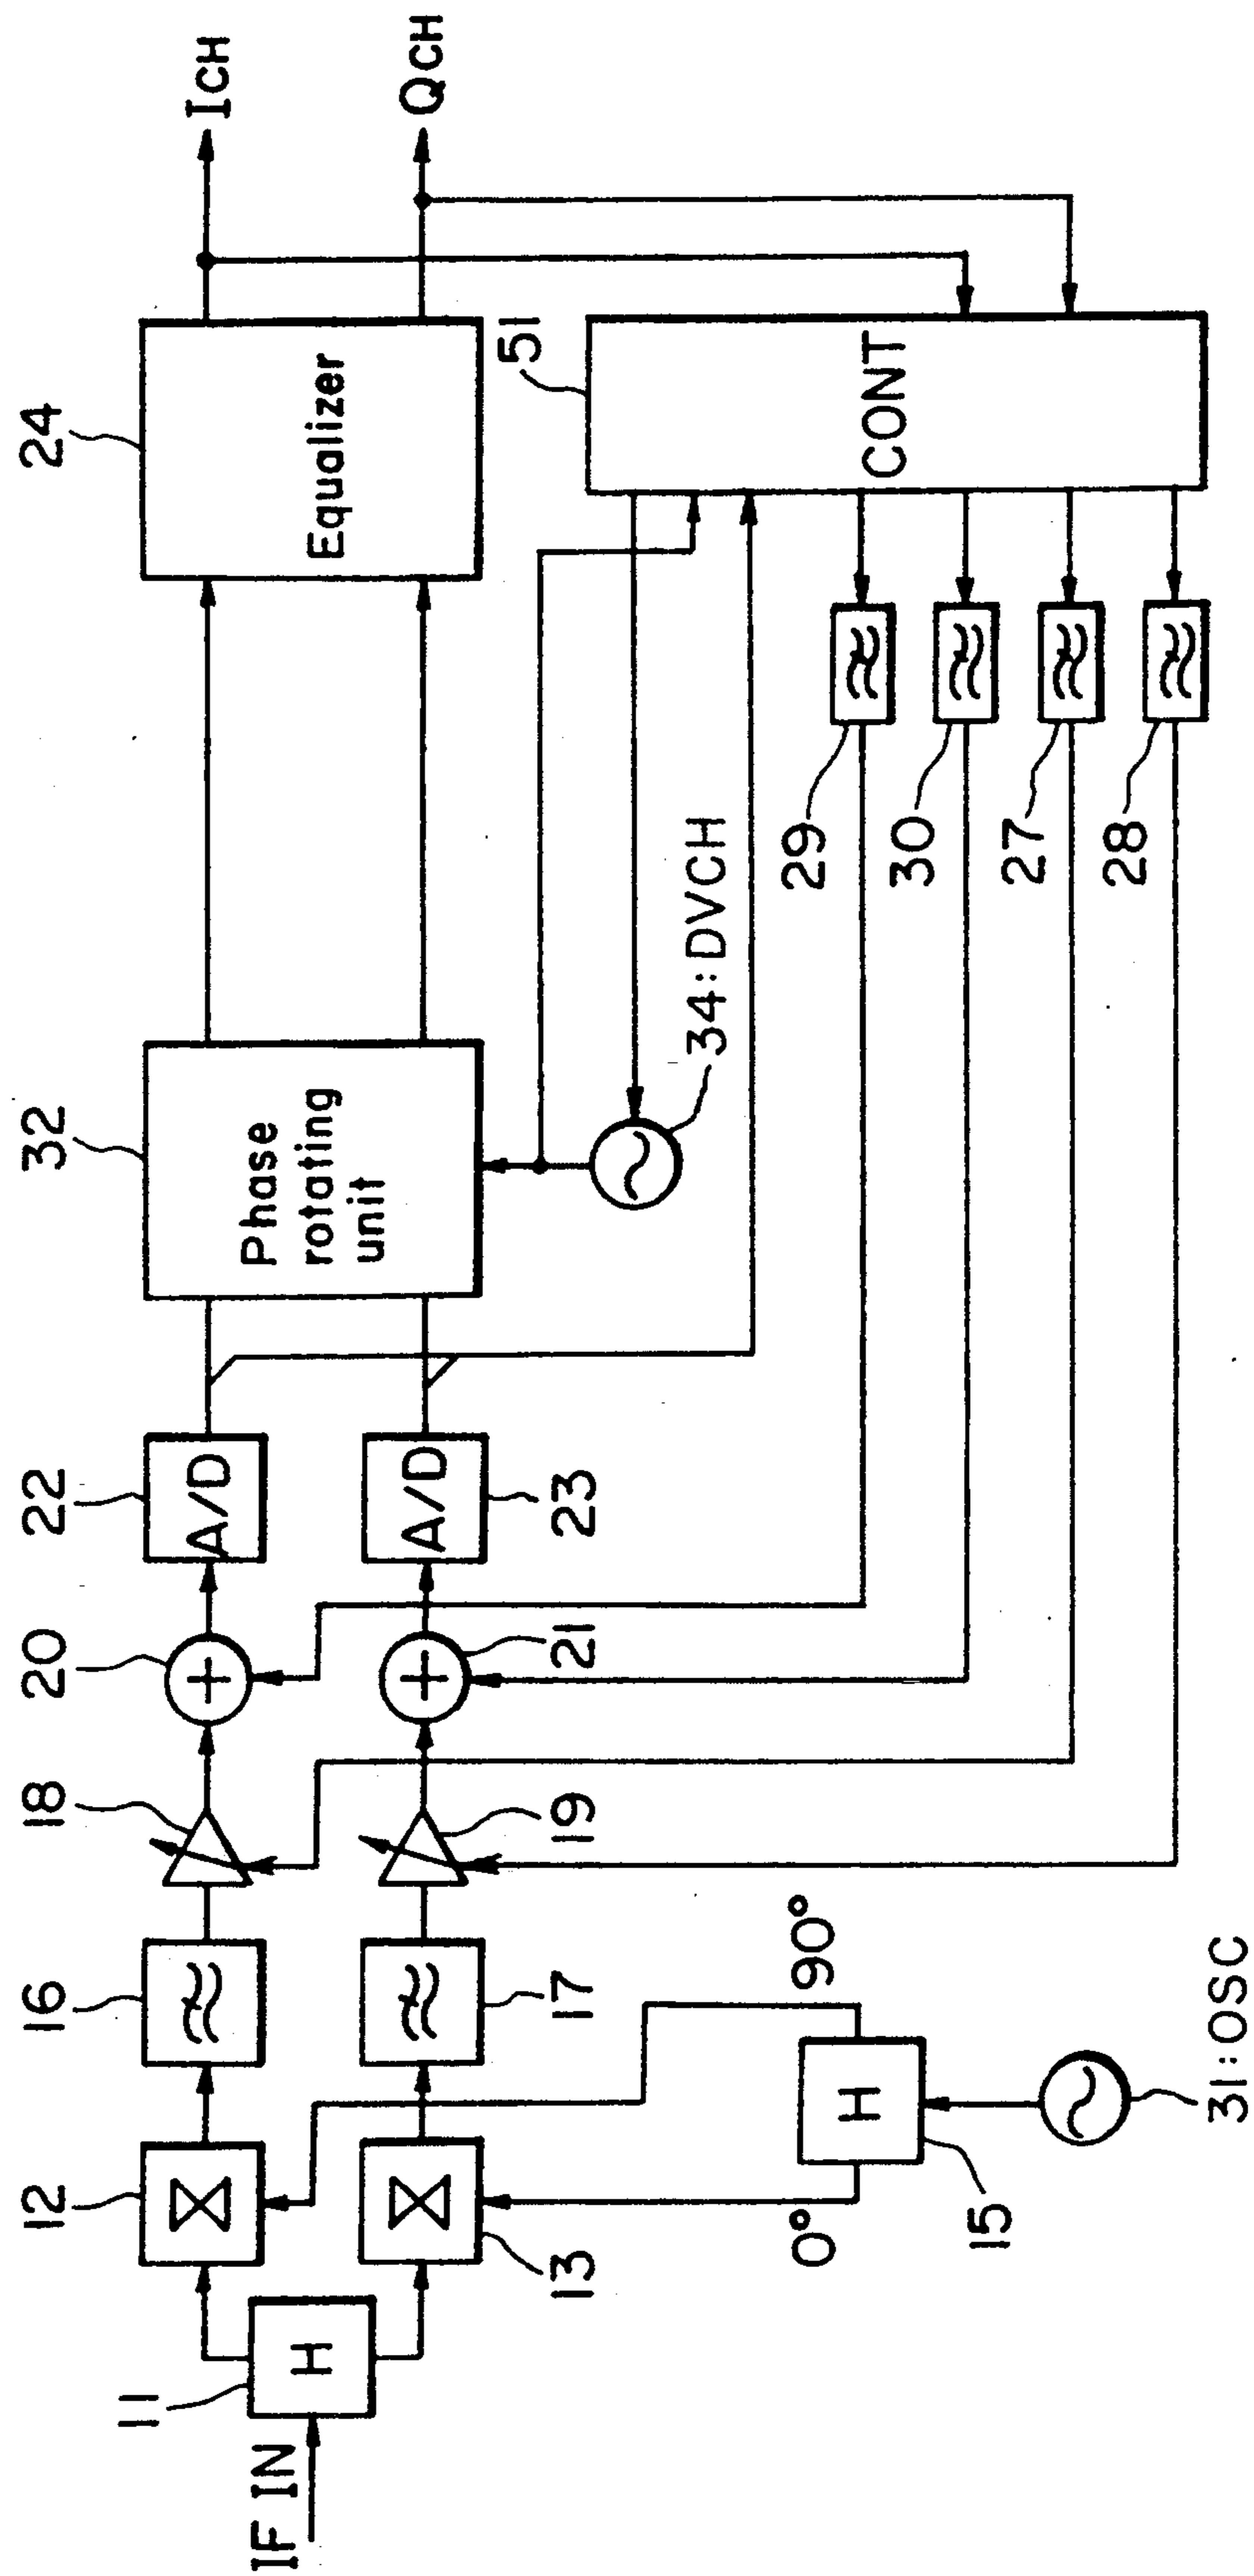 IF IN
11
H
12
13
16
17
18
19
20
21
22
A/D
A/D
23
32
Phase
rotating
unit
24
Equalizer
ICH
QCH
51
CONT
34:DVCH
29
30
27
28
0°
90°
H
15
31:OSC